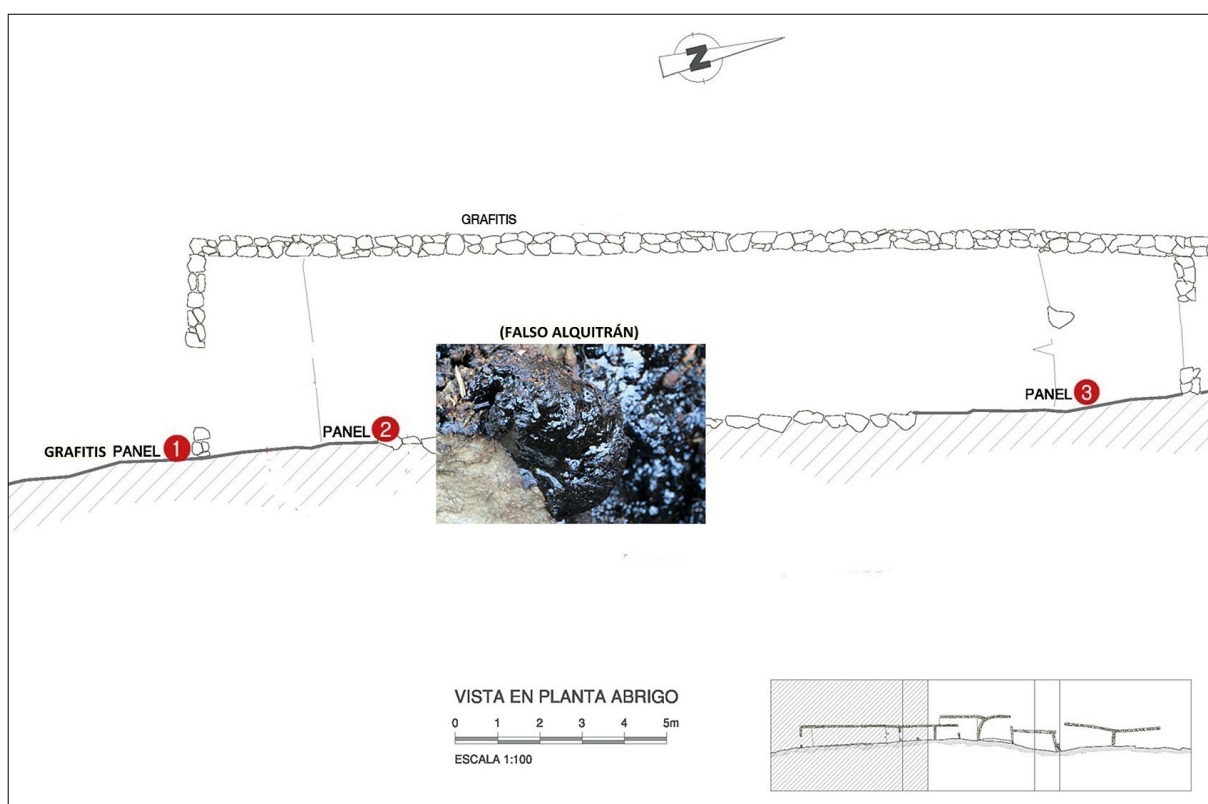 N
GRAFITIS
(FALSO ALQUITRÁN)
PANEL 3
PANEL 2
GRAFITIS PANEL 1
VISTA EN PLANTA ABRIGO
0 1 2 3 4 5m
ESCALA 1:100